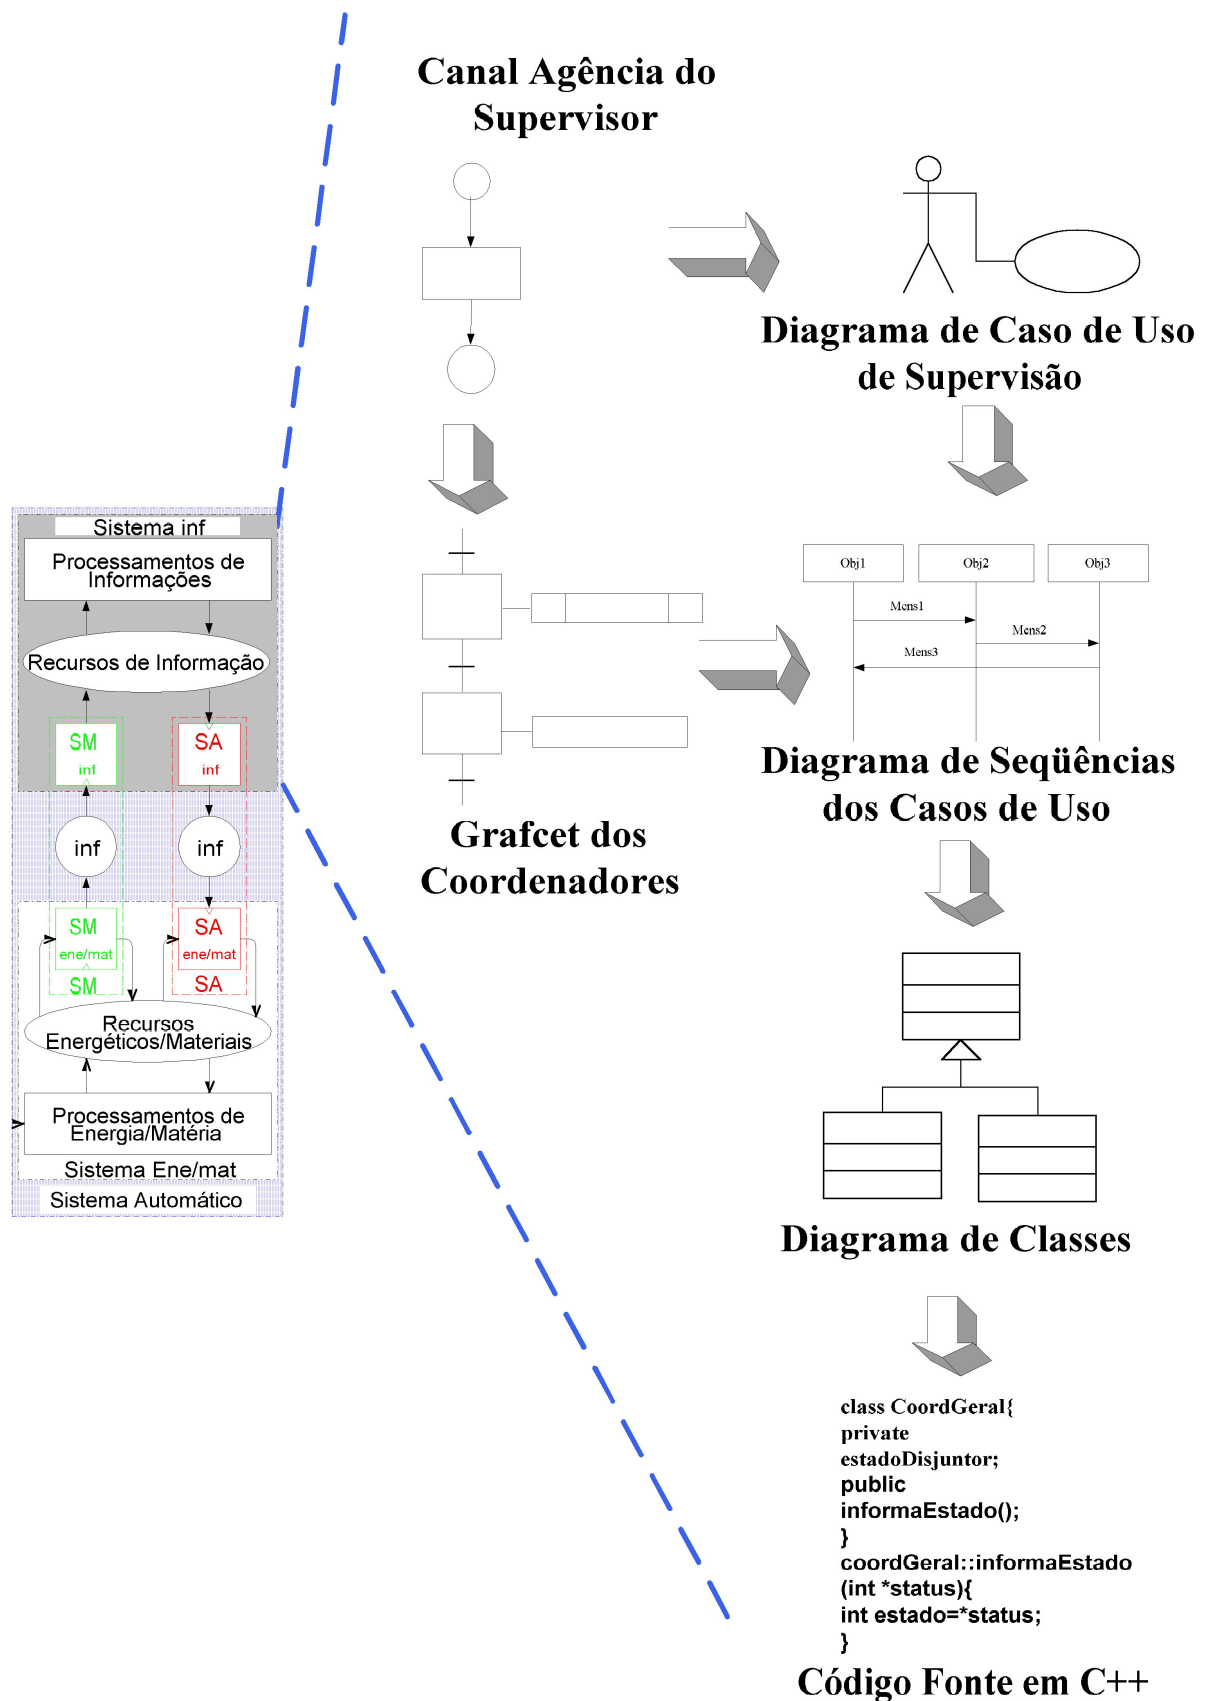 Canal Agência do
Supervisor
Diagrama de Caso de Uso
de Supervisão
Sistema inf
Processamentos de
Informações
Recursos de Informação
SM
inf
SA
inf
inf
inf
SM
ene/mat
SM
SA
ene/mat
SA
Recursos
Energéticos/Materiais
Processamentos de
Energia/Matéria
Sistema Ene/mat
Sistema Automático
Grafcet dos
Coordenadores
Obj1
Obj2
Obj3
Mens1
Mens2
Mens3
Diagrama de Seqüências
dos Casos de Uso
Diagrama de Classes
class CoordGeral{
private
estadoDisjuntor;
public
informaEstado();
}
coordGeral::informaEstado
(int *status){
int estado=*status;
}
Código Fonte em C++